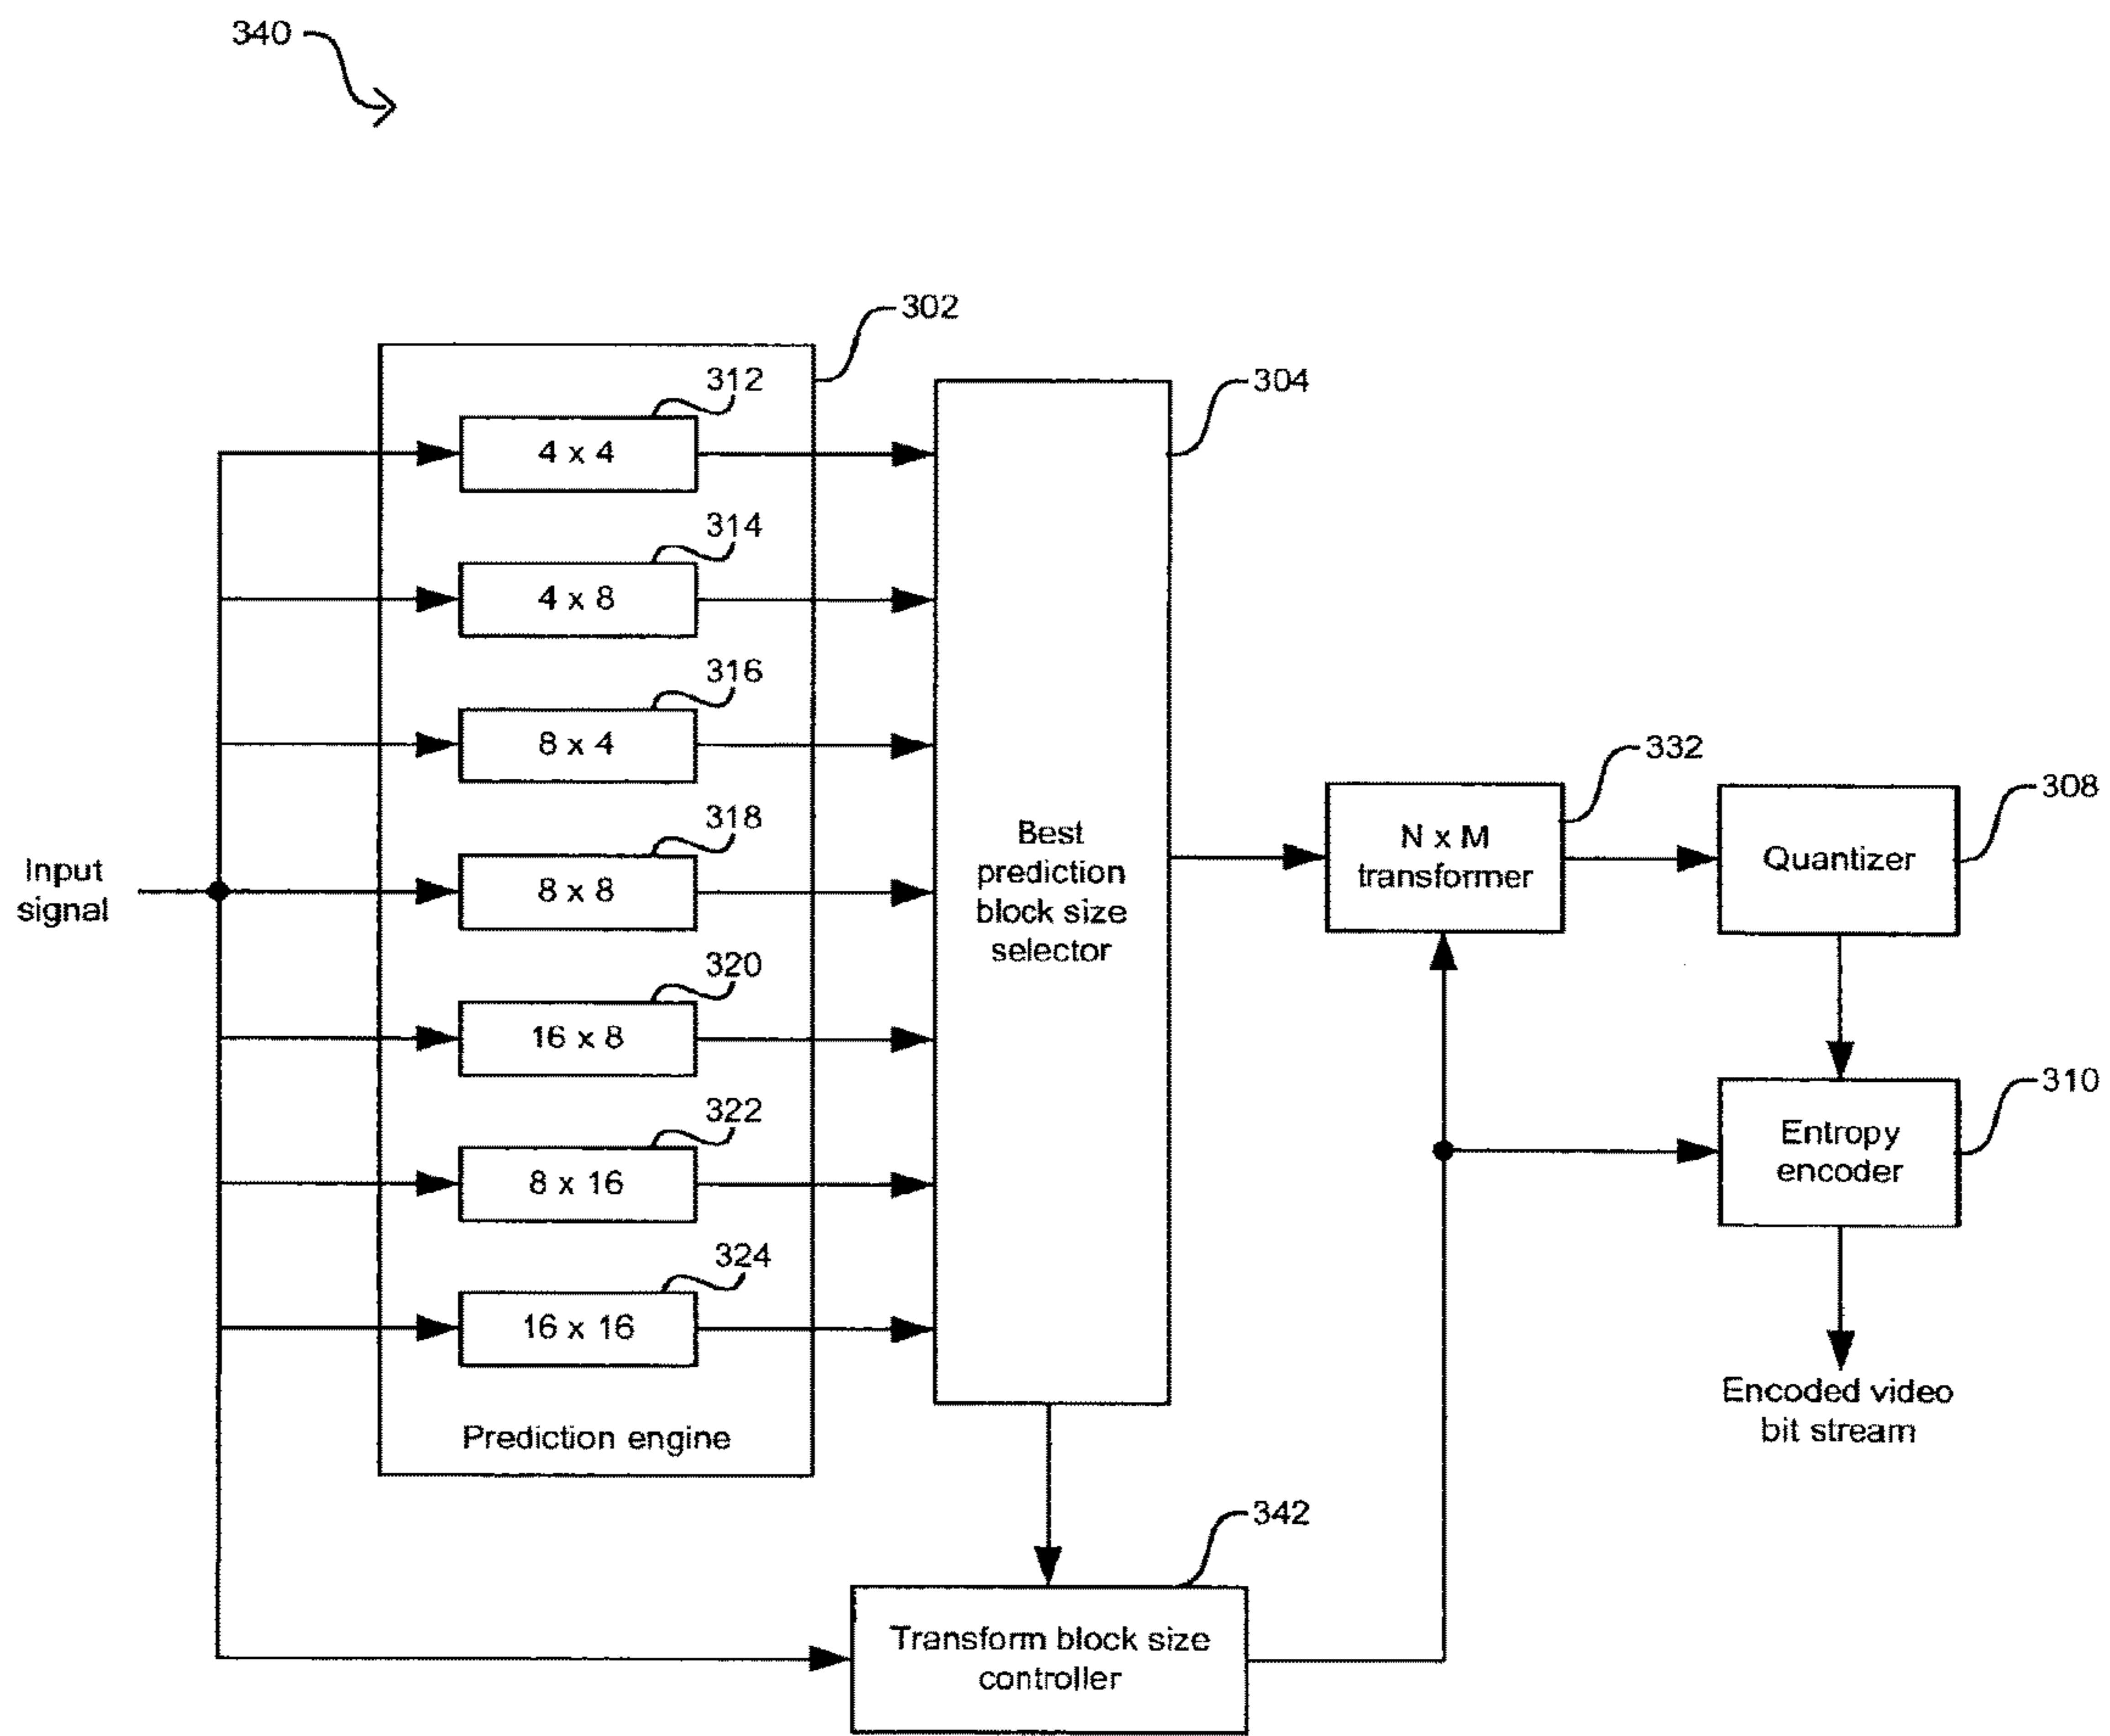 340
302
312
4 x 4
304
314
4 x 8
316
8 x 4
332
318
308
Input
signal
8 x 8
Best
prediction
block size
selector
N x M
transformer
Quantizer
320
16 x 8
310
322
8 x 16
Entropy
encoder
324
16 x 16
Encoded video
bit stream
Prediction engine
342
Transform block size
controller